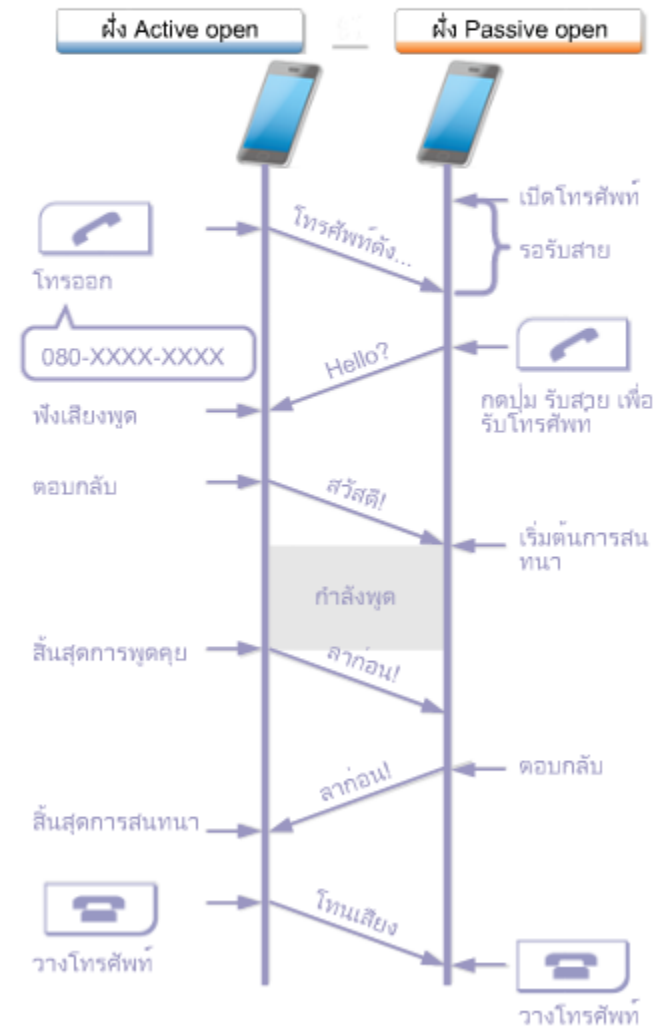 ฝั่ง Active open
ฝั่ง Passive open
เปิดโทรศัพท์
โทรศัพท์ดัง...
รอรับสาย
โทรออก
080-XXXX-XXXX
Hello?
กดปุ่ม รับสาย เพื่อ
รับโทรศัพท์
ฟังเสียงพูด
ตอบกลับ
สวัสดี!
เริ่มต้นการสน
ทนา
กำลังพูด
สิ้นสุดการพูดคุย
ลาก่อน!
ตอบกลับ
ลาก่อน!
สิ้นสุดการสนทนา
โทนเสียง
วางโทรศัพท์
วางโทรศัพท์